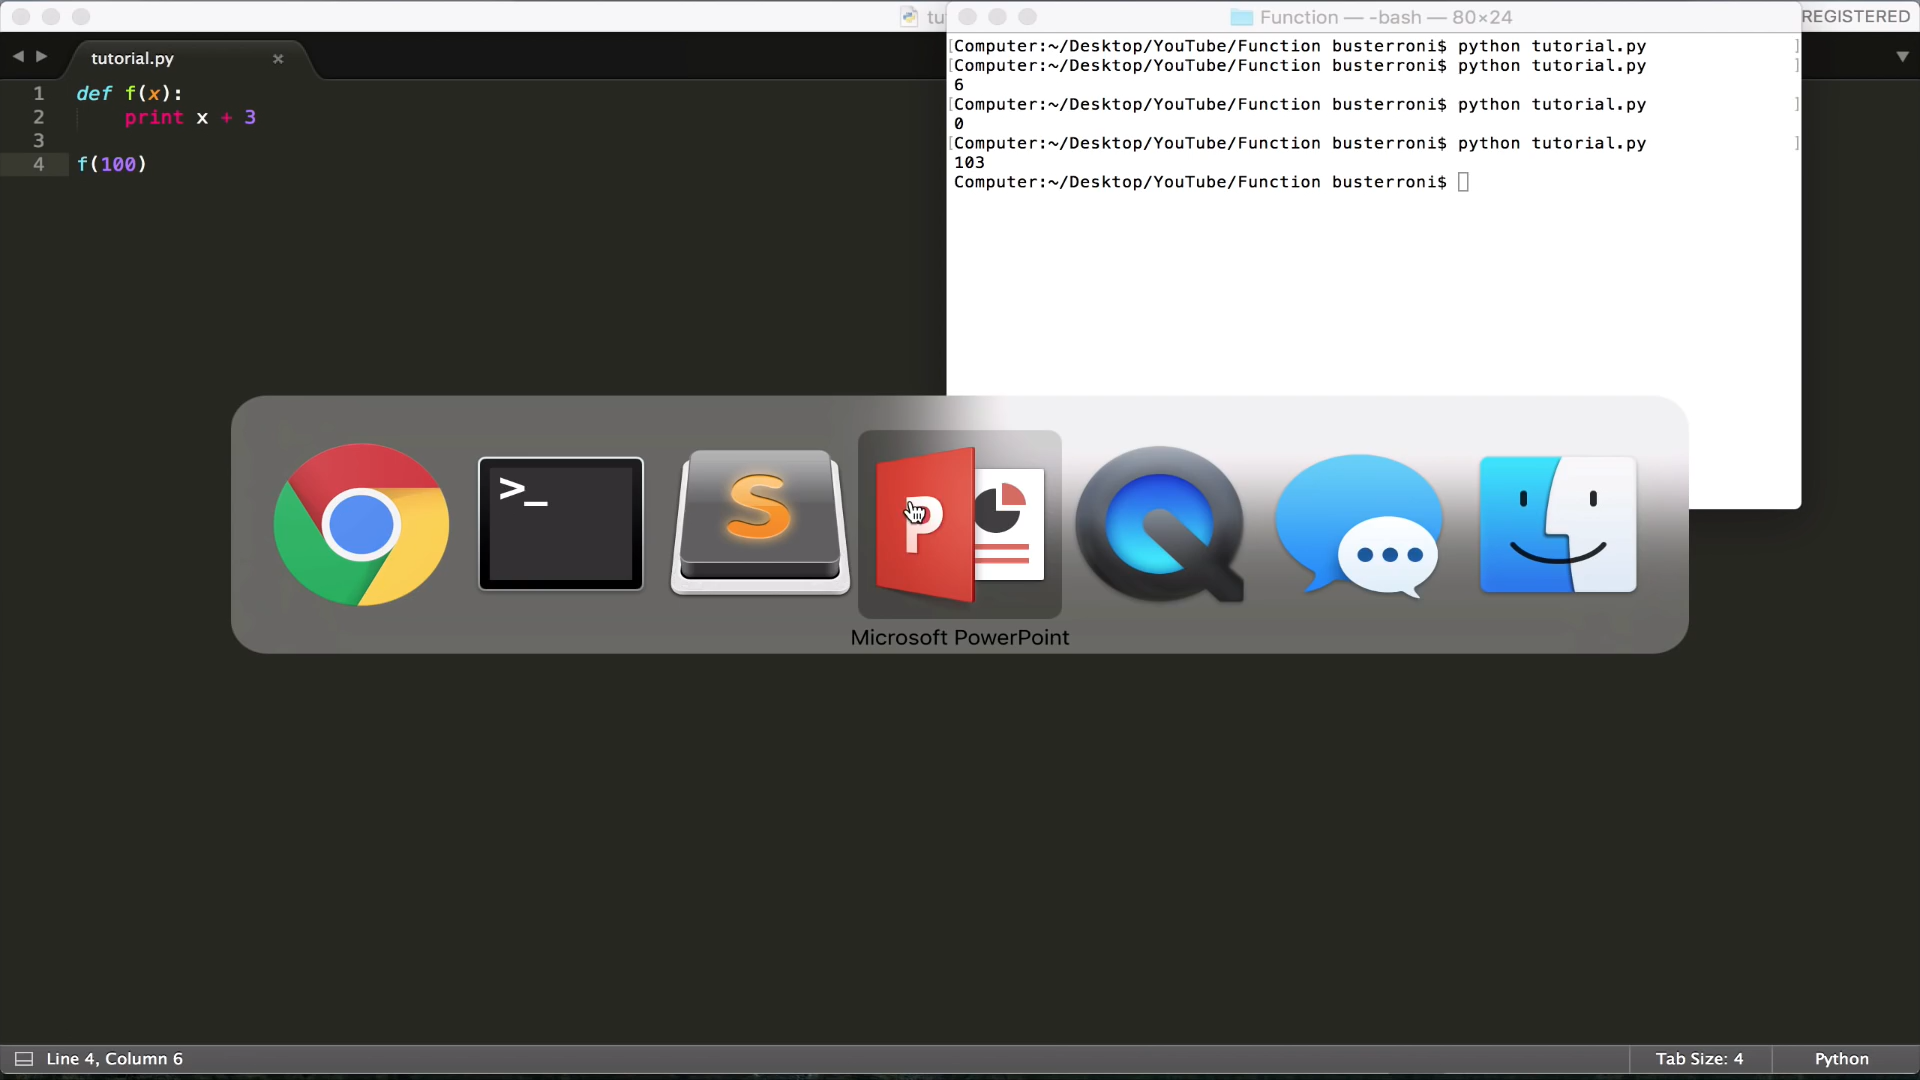 tu
Function — -bash — 80×24
REGISTERED
tutorial.py
1 def f(x):
2 print x + 3
3
4 f(100)
Computer:~/Desktop/YouTube/Function busterroni$ python tutorial.py
Computer:~/Desktop/YouTube/Function busterroni$ python tutorial.py
6
Computer:~/Desktop/YouTube/Function busterroni$ python tutorial.py
0
Computer:~/Desktop/YouTube/Function busterroni$ python tutorial.py
103
Computer:~/Desktop/YouTube/Function busterroni$
>_
S
P
Microsoft PowerPoint
Line 4, Column 6
Tab Size: 4
Python